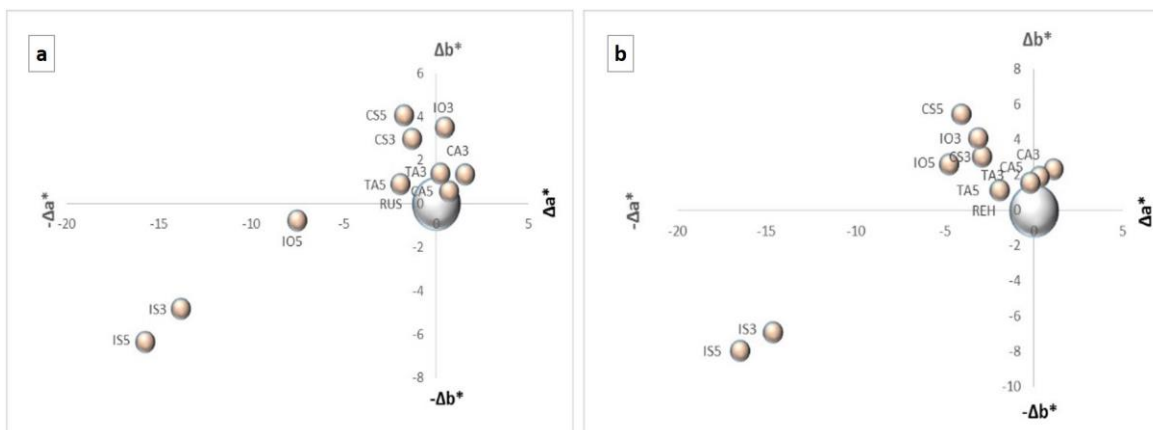 a
Δb*
6
CS5
4
IO3
CS3
2
CA3
TA3
TA5
CA5
-Δa*
RUS
0
Δa*
-20
-15
-10
-5
0
5
IO5
-2
-4
IS3
IS5
-6
-8
-Δb*
b
Δb*
8
6
CS5
4
IO3
CS3
CA3
IO5
CA5
2
TA3
TA5
REH
0
-Δa*
Δa*
-20
-15
-10
-5
0
5
-2
-4
-6
IS3
IS5
-8
-10
-Δb*